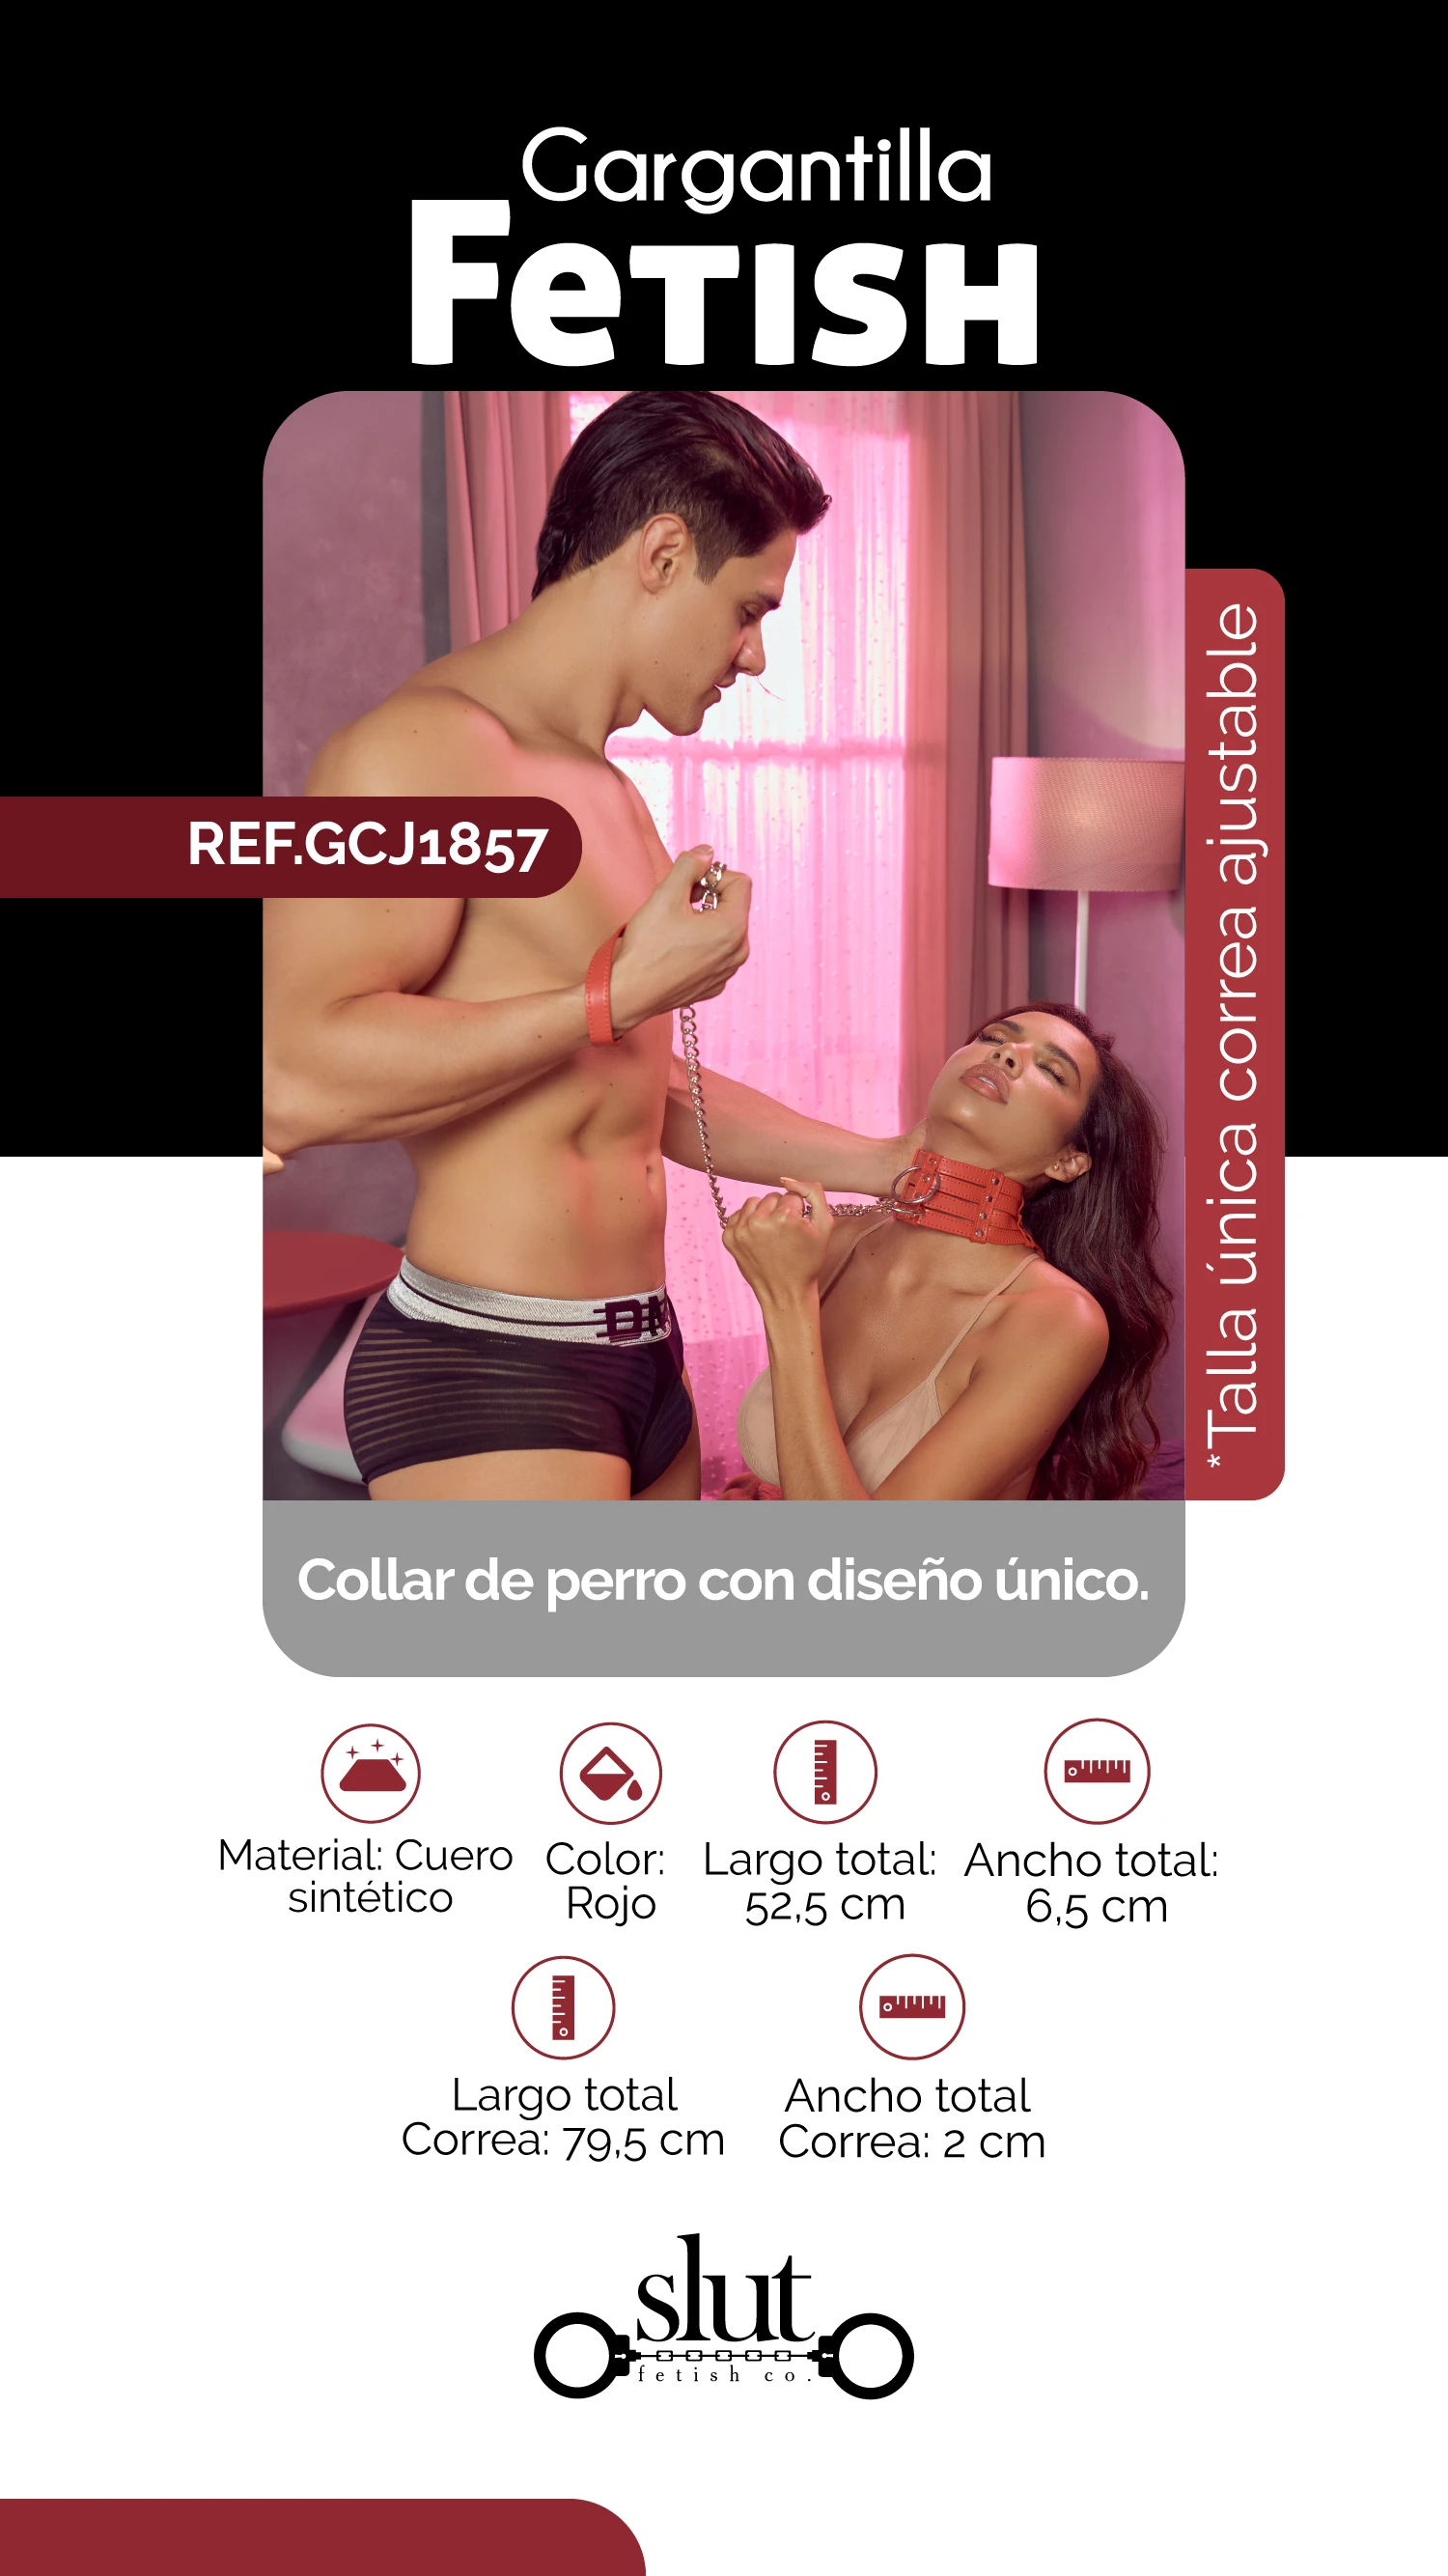 Gargantilla
FeTISH
REF.GCJ1857
*Talla única correa ajustable
DA
Collar de perro con diseño único.
Material: Cuero
sintético
Color:
Rojo
Largo total:
52,5 cm
Ancho total:
6,5 cm
Largo total
Correa: 79,5 cm
Ancho total
Correa: 2 cm
slut
fetish co.